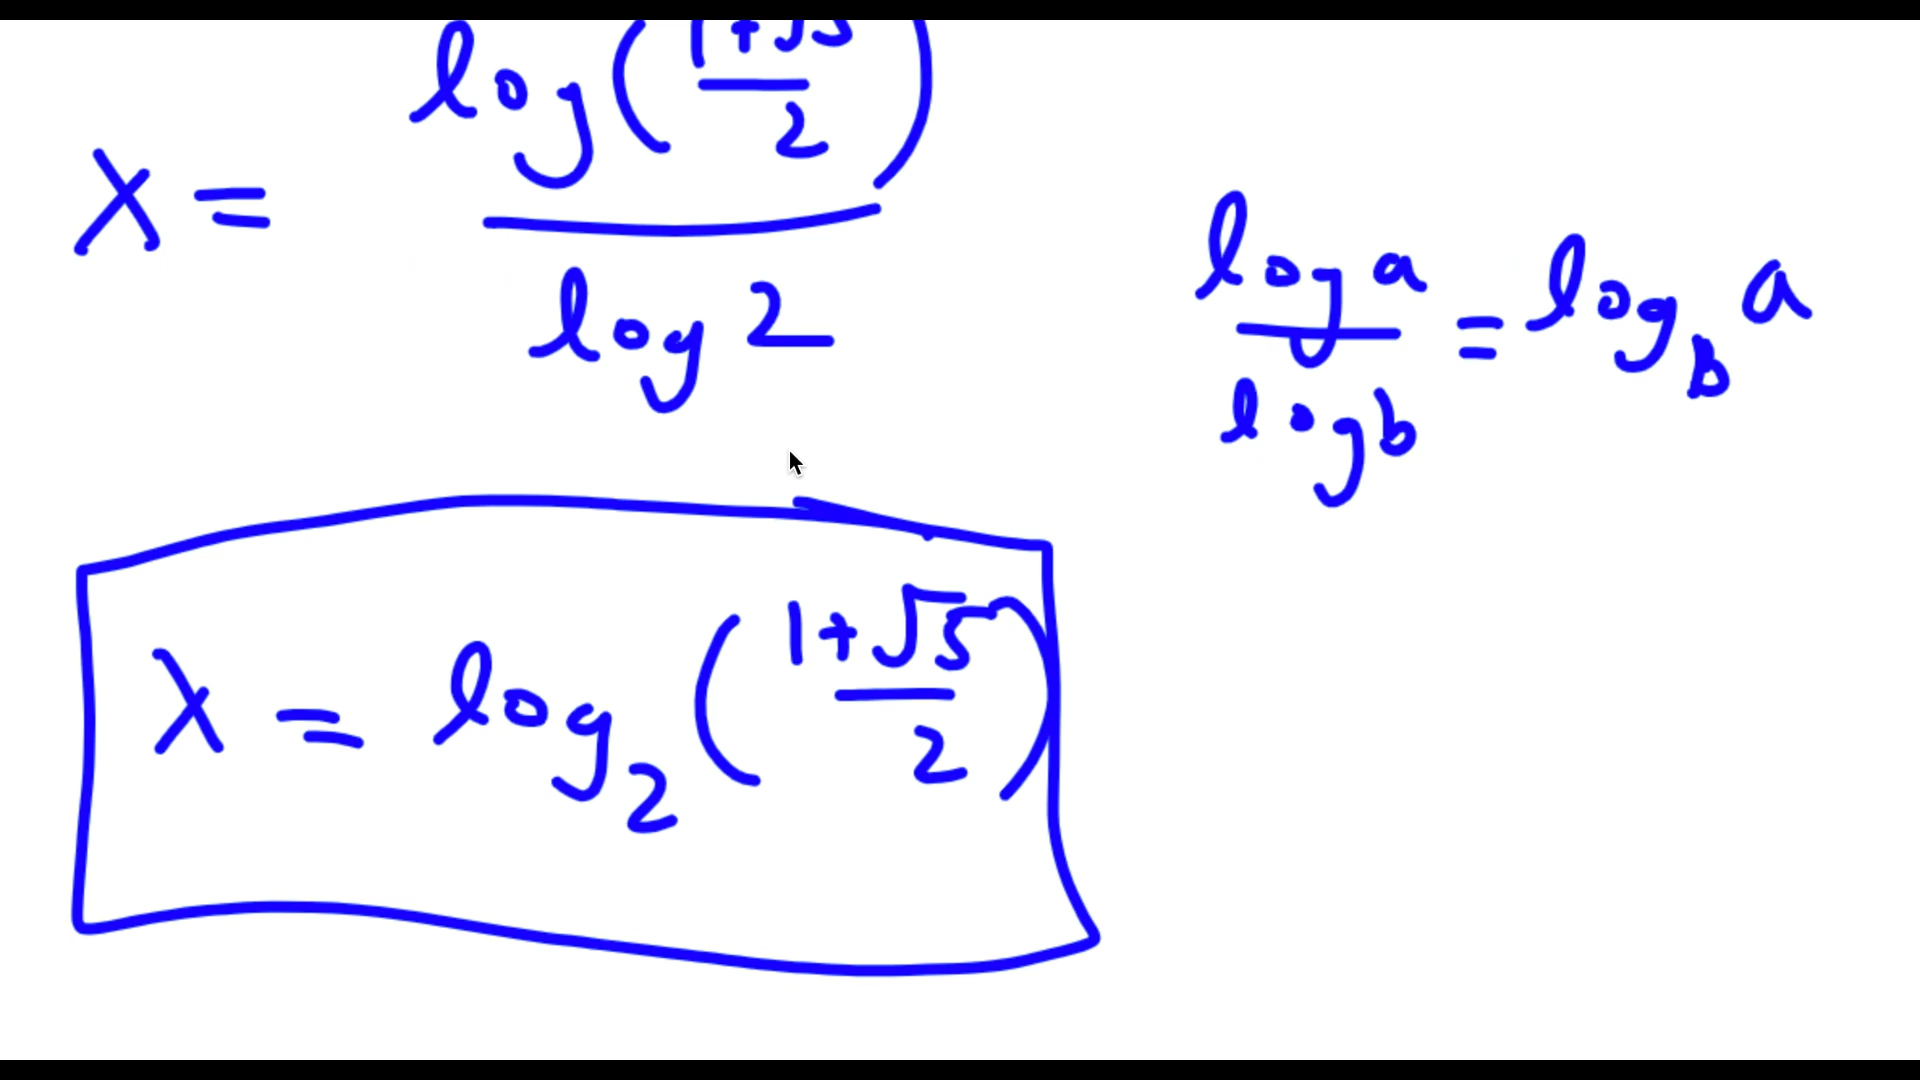 X = log((1+√5)/2) / log 2
log a / log b = log_b a
X = log_2((1+√5)/2)